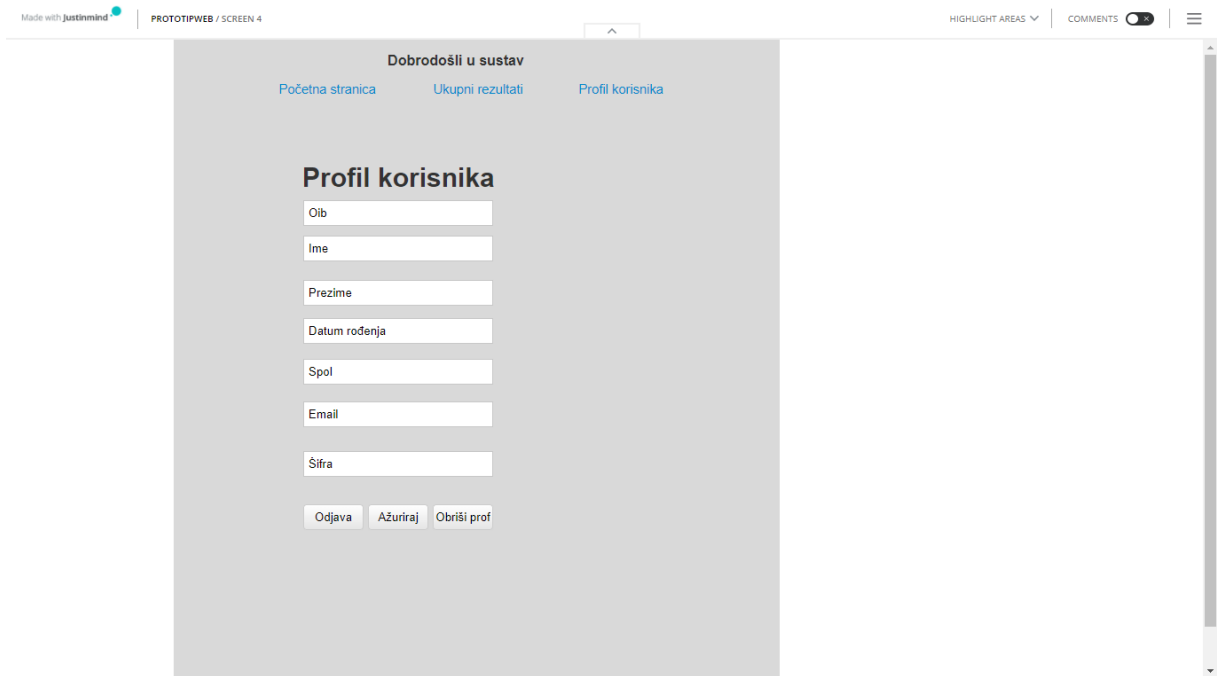 Made with Justinmind
PROTOTIPWEB / SCREEN 4
HIGHLIGHT AREAS
COMMENTS
Dobrodošli u sustav
Početna stranica Ukupni rezultati Profil korisnika
Profil korisnika
Oib
Ime
Prezime
Datum rođenja
Spol
Email
Šifra
Odjava Ažuriraj Obriši prof